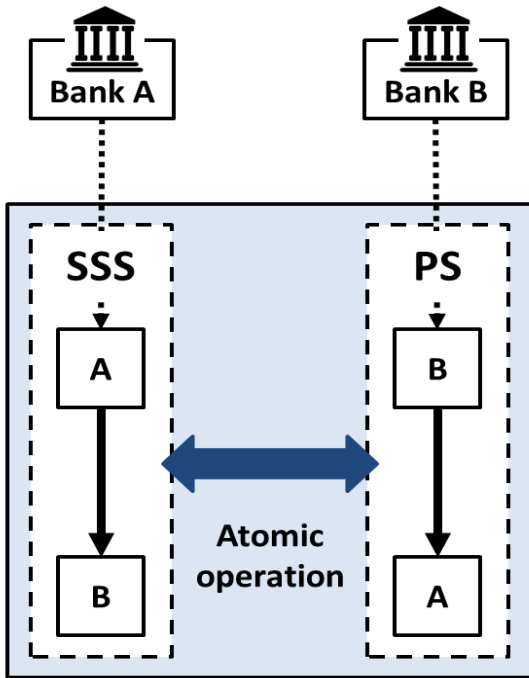 Bank A
Bank B
SSS
PS
A
B
Atomic
operation
B
A